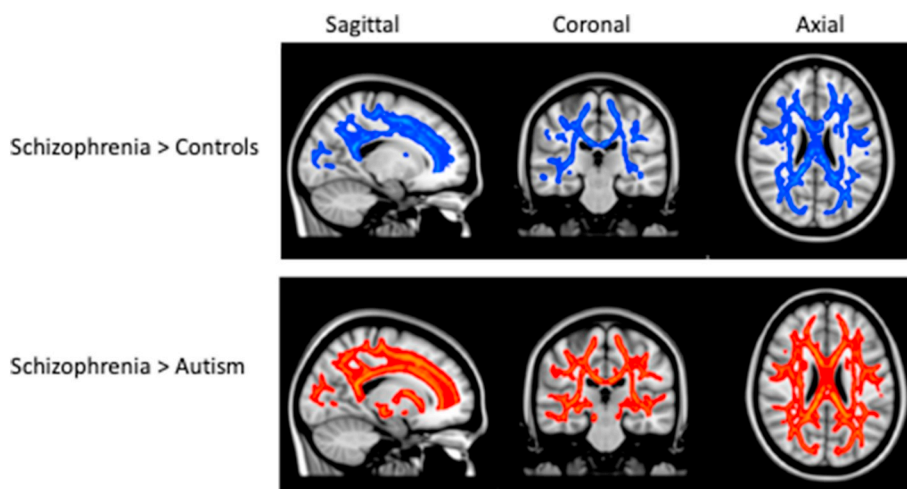 Sagittal Coronal Axial
Schizophrenia > Controls
Schizophrenia > Autism